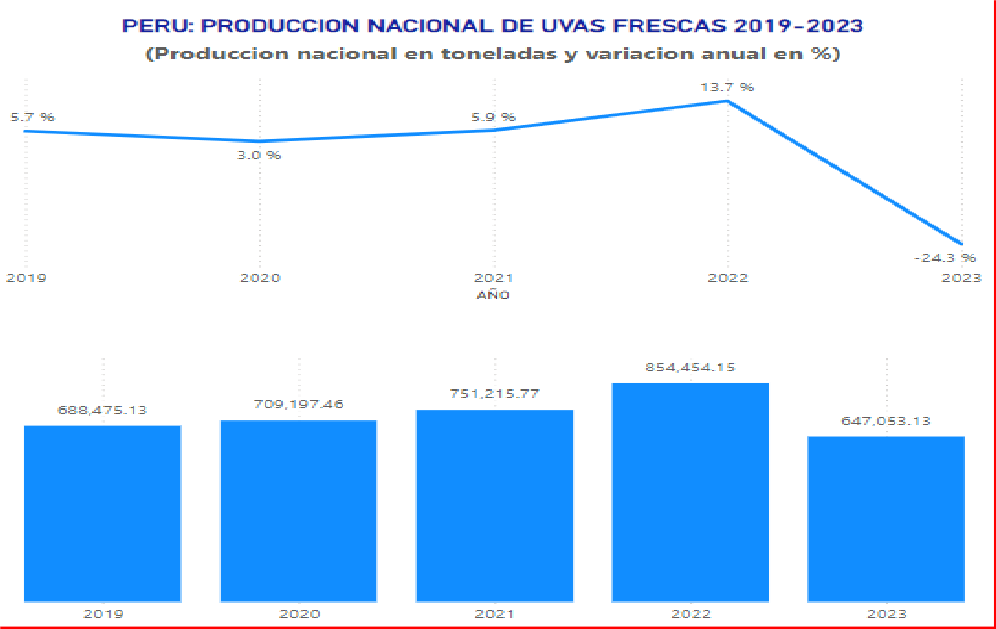 PERU: PRODUCCION NACIONAL DE UVAS FRESCAS 2019-2023
(Produccion nacional en toneladas y variacion anual en %)
13.7 %
5.7 %
5.9 %
3.0 %
-24.3 %
2019 2020 2021 2022 2023
AÑO
854,454.15
751,215.77
709,197.46
688,475.13
647,053.13
2019 2020 2021 2022 2023